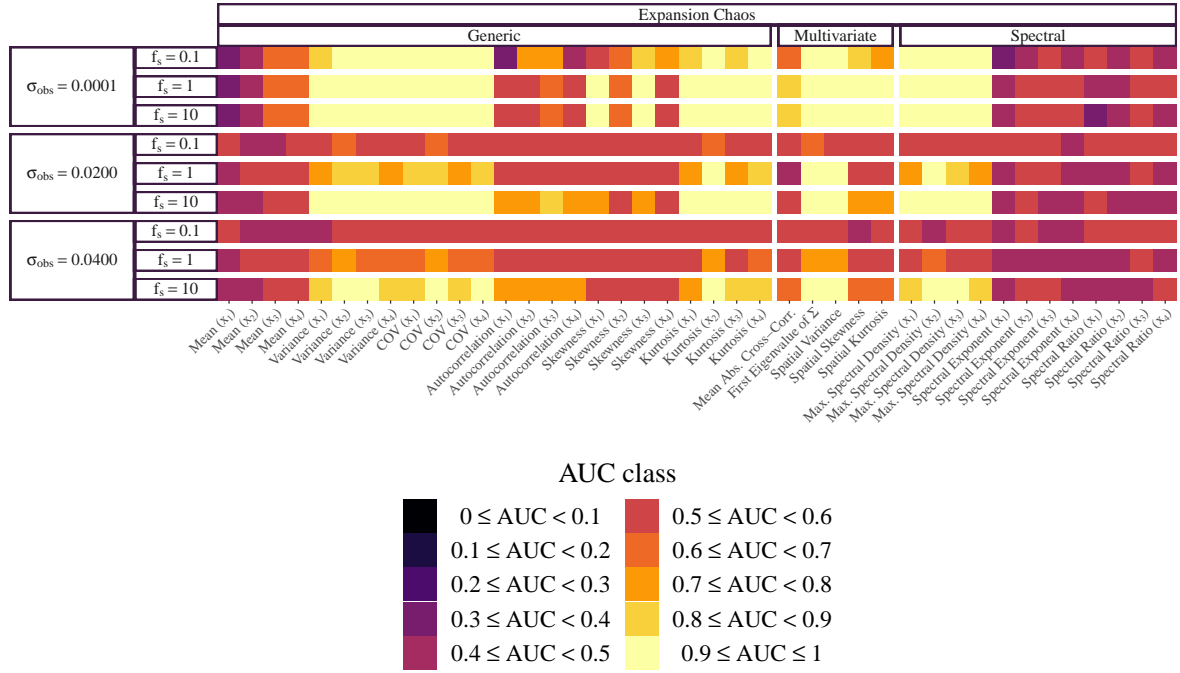 Expansion Chaos
Generic Multivariate Spectral
σobs = 0.0001
fs = 0.1
fs = 1
fs = 10
σobs = 0.0200
fs = 0.1
fs = 1
fs = 10
σobs = 0.0400
fs = 0.1
fs = 1
fs = 10
Mean (x₁)
Mean (x₂)
Mean (x₃)
Mean (x₄)
Variance (x₁)
Variance (x₂)
Variance (x₃)
Variance (x₄)
COV (x₁)
COV (x₂)
COV (x₃)
COV (x₄)
Autocorrelation (x₁)
Autocorrelation (x₂)
Autocorrelation (x₃)
Autocorrelation (x₄)
Skewness (x₁)
Skewness (x₂)
Skewness (x₃)
Skewness (x₄)
Kurtosis (x₁)
Kurtosis (x₂)
Kurtosis (x₃)
Kurtosis (x₄)
Mean Abs. Cross−Corr.
First Eigenvalue of Σ
Spatial Variance
Spatial Skewness
Spatial Kurtosis
Max. Spectral Density (x₁)
Max. Spectral Density (x₂)
Max. Spectral Density (x₃)
Max. Spectral Density (x₄)
Spectral Exponent (x₁)
Spectral Exponent (x₂)
Spectral Exponent (x₃)
Spectral Exponent (x₄)
Spectral Ratio (x₁)
Spectral Ratio (x₂)
Spectral Ratio (x₃)
Spectral Ratio (x₄)
AUC class
0 ≤ AUC < 0.1
0.1 ≤ AUC < 0.2
0.2 ≤ AUC < 0.3
0.3 ≤ AUC < 0.4
0.4 ≤ AUC < 0.5
0.5 ≤ AUC < 0.6
0.6 ≤ AUC < 0.7
0.7 ≤ AUC < 0.8
0.8 ≤ AUC < 0.9
0.9 ≤ AUC ≤ 1